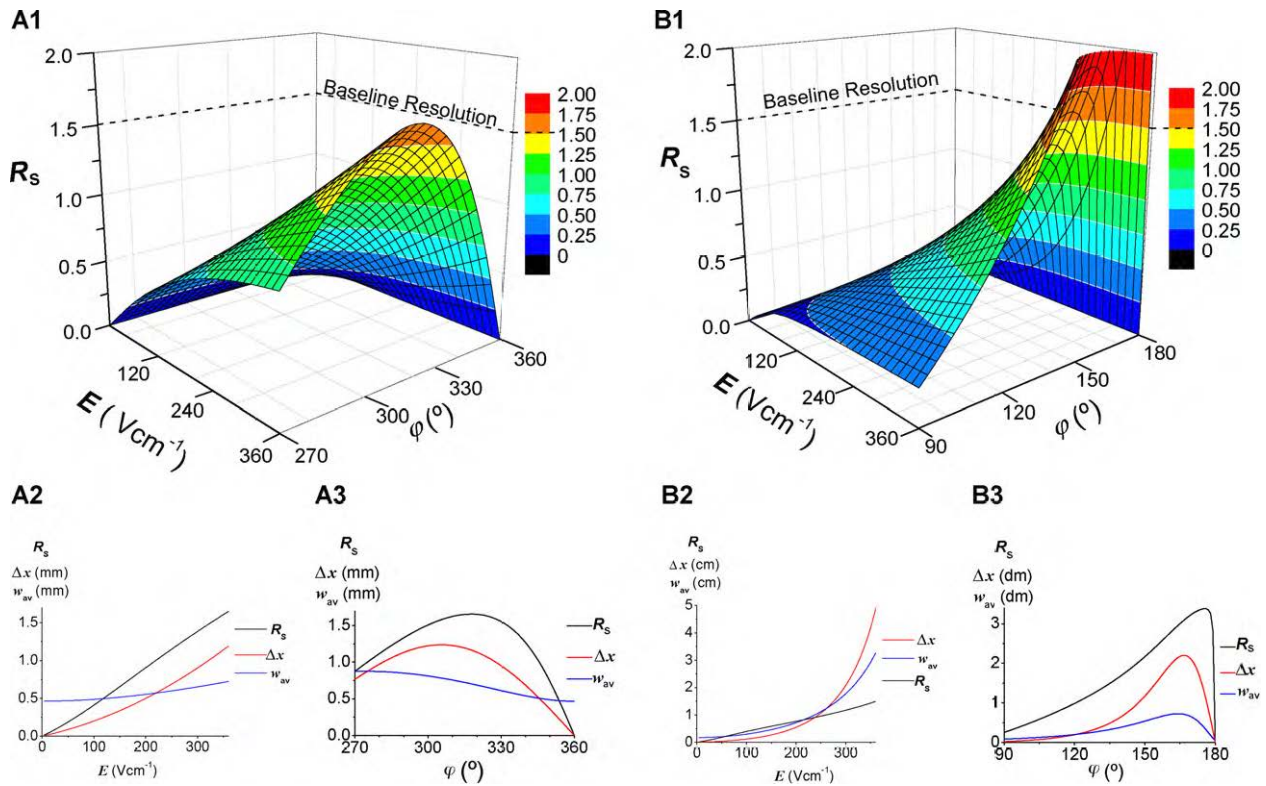 A1
2.0
1.5
1.0
0.5
0.0
R_S
Baseline Resolution
2.00
1.75
1.50
1.25
1.00
0.75
0.50
0.25
0
120
240
360
E ( Vcm⁻¹)
270
300
330
360
φ (º)
B1
2.0
1.5
1.0
0.5
0.0
R_S
Baseline Resolution
2.00
1.75
1.50
1.25
1.00
0.75
0.50
0.25
0
120
240
360
E (Vcm⁻¹)
90
120
150
180
φ (º)
A2
R_S
Δx (mm)
w_av (mm)
1.5
1.0
0.5
0.0
0 100 200 300
E (Vcm⁻¹)
R_S
Δx
w_av
A3
R_S
Δx (mm)
w_av (mm)
1.5
1.0
0.5
0.0
270 300 330 360
φ (º)
R_S
Δx
w_av
B2
R_S
Δx (cm)
w_av (cm)
5
4
3
2
1
0
0 100 200 300
E (Vcm⁻¹)
Δx
w_av
R_S
B3
R_S
Δx (dm)
w_av (dm)
3
2
1
0
90 120 150 180
φ (º)
R_S
Δx
w_av